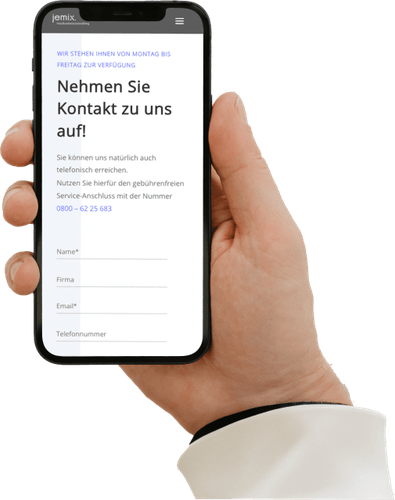 jemix.
WIR STEHEN IHNEN VON MONTAG BIS
FREITAG ZUR VERFÜGUNG
Nehmen Sie
Kontakt zu uns
auf!
Sie können uns natürlich auch
telefonisch erreichen.
Nutzen Sie hierfür den gebührenfreien
Service-Anschluss mit der Nummer
0800 – 62 25 683
Name*
Firma
Email*
Telefonnummer